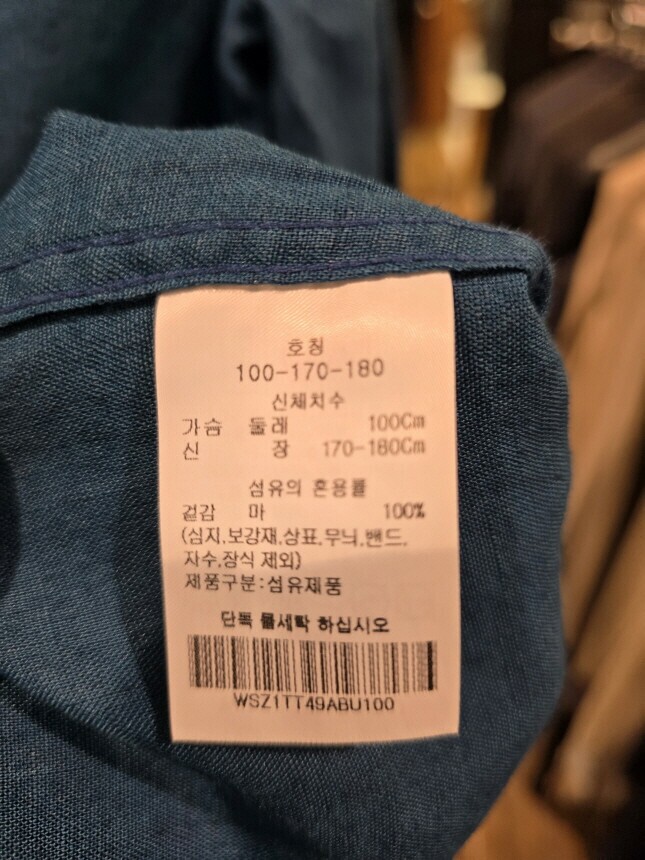 호칭
100-170-180
신체치수
가슴 둘레 100Cm
신 장 170-180Cm
섬유의 혼용률
겉감 마 100%
(심지,보강재,상표,무늬,밴드,
자수,장식 제외)
제품구분:섬유제품
단독 물세탁 하십시오
WSZ1TT49ABU100